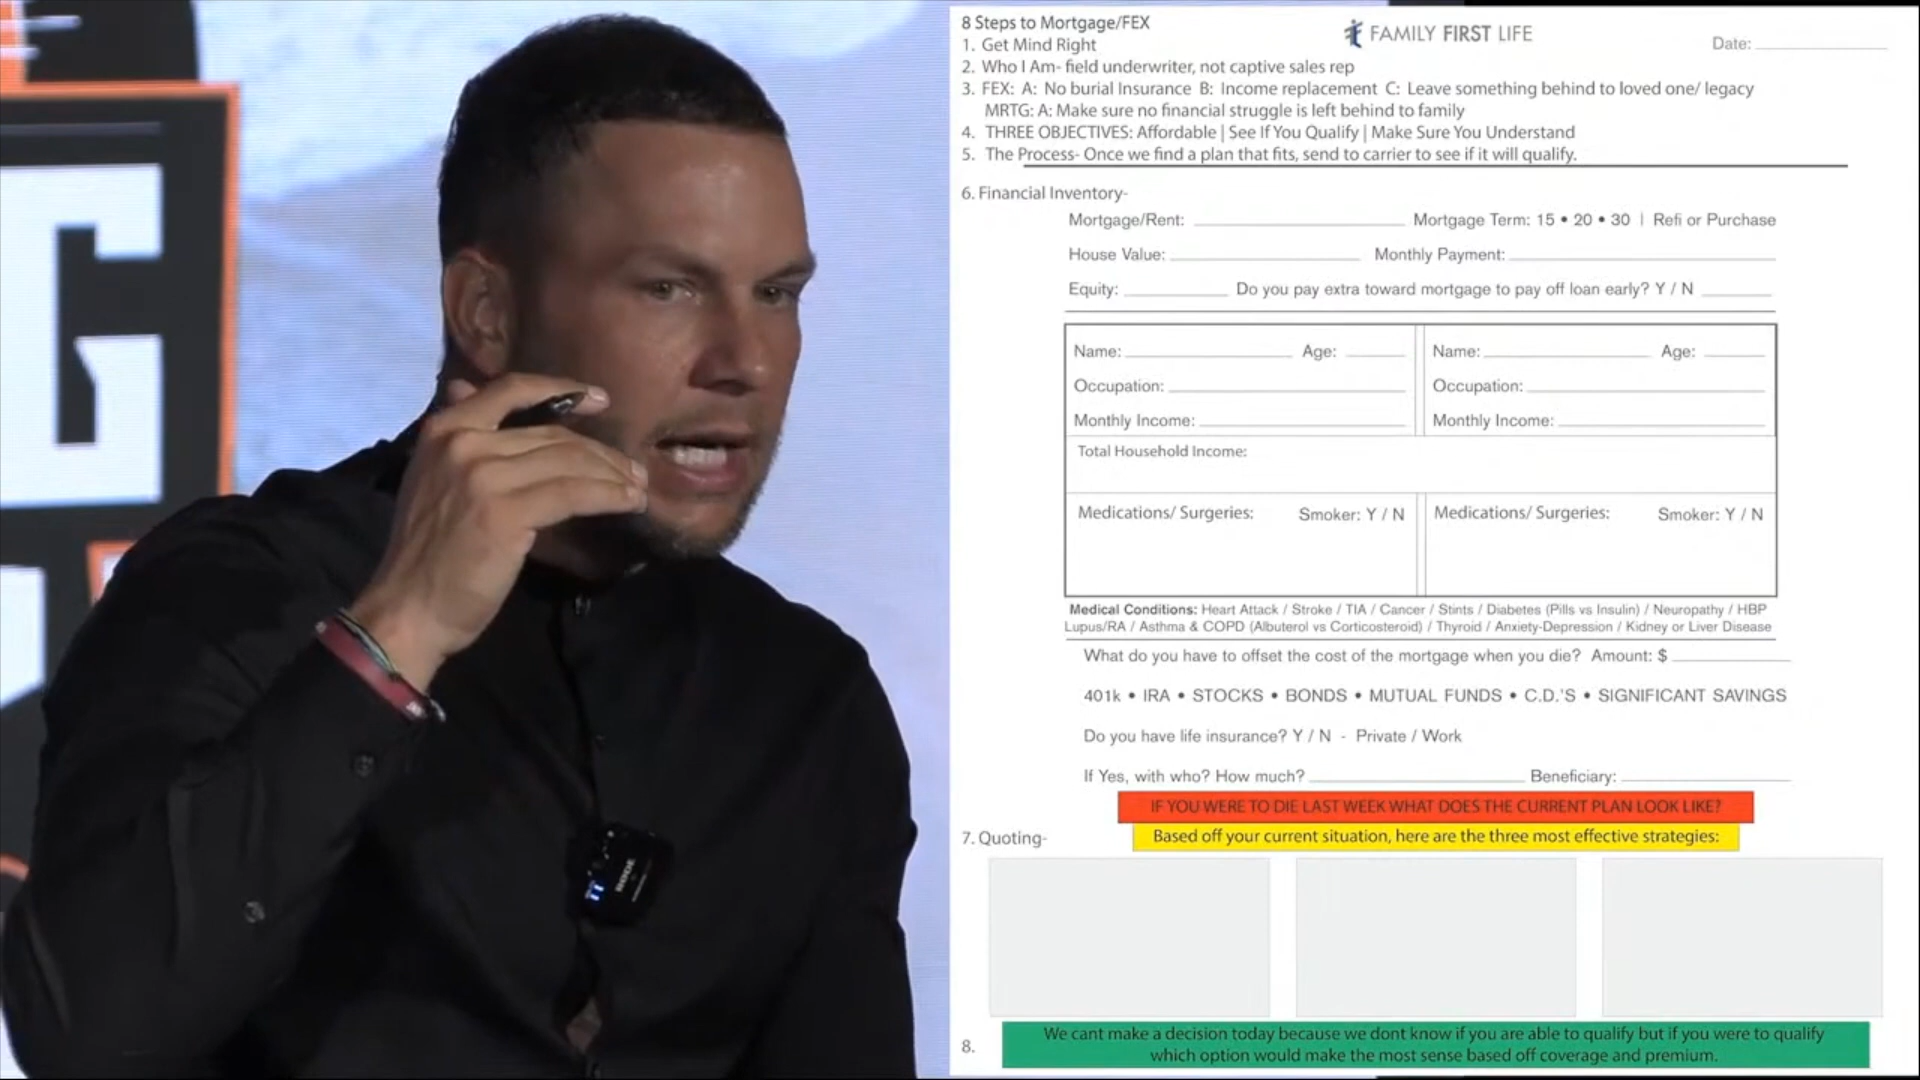 8 Steps to Mortgage/FEX
FAMILY FIRST LIFE
Date:
1. Get Mind Right
2. Who I Am- field underwriter, not captive sales rep
3. FEX: A: No burial Insurance B: Income replacement C: Leave something behind to loved one/ legacy
MRTG: A: Make sure no financial struggle is left behind to family
4. THREE OBJECTIVES: Affordable | See If You Qualify | Make Sure You Understand
5. The Process- Once we find a plan that fits, send to carrier to see if it will qualify.
6. Financial Inventory-
Mortgage/Rent: Mortgage Term: 15 • 20 • 30 | Refi or Purchase
House Value: Monthly Payment:
Equity: Do you pay extra toward mortgage to pay off loan early? Y / N
Name: Age: Name: Age:
Occupation: Occupation:
Monthly Income: Monthly Income:
Total Household Income:
Medications/ Surgeries: Smoker: Y / N Medications/ Surgeries: Smoker: Y / N
Medical Conditions: Heart Attack / Stroke / TIA / Cancer / Stints / Diabetes (Pills vs Insulin) / Neuropathy / HBP
Lupus/RA / Asthma & COPD (Albuterol vs Corticosteroid) / Thyroid / Anxiety-Depression / Kidney or Liver Disease
What do you have to offset the cost of the mortgage when you die? Amount: $
401k • IRA • STOCKS • BONDS • MUTUAL FUNDS • C.D.'S • SIGNIFICANT SAVINGS
Do you have life insurance? Y / N - Private / Work
If Yes, with who? How much? Beneficiary:
IF YOU WERE TO DIE LAST WEEK WHAT DOES THE CURRENT PLAN LOOK LIKE?
7. Quoting-
Based off your current situation, here are the three most effective strategies:
8.
We cant make a decision today because we dont know if you are able to qualify but if you were to qualify
which option would make the most sense based off coverage and premium.
G
RODE